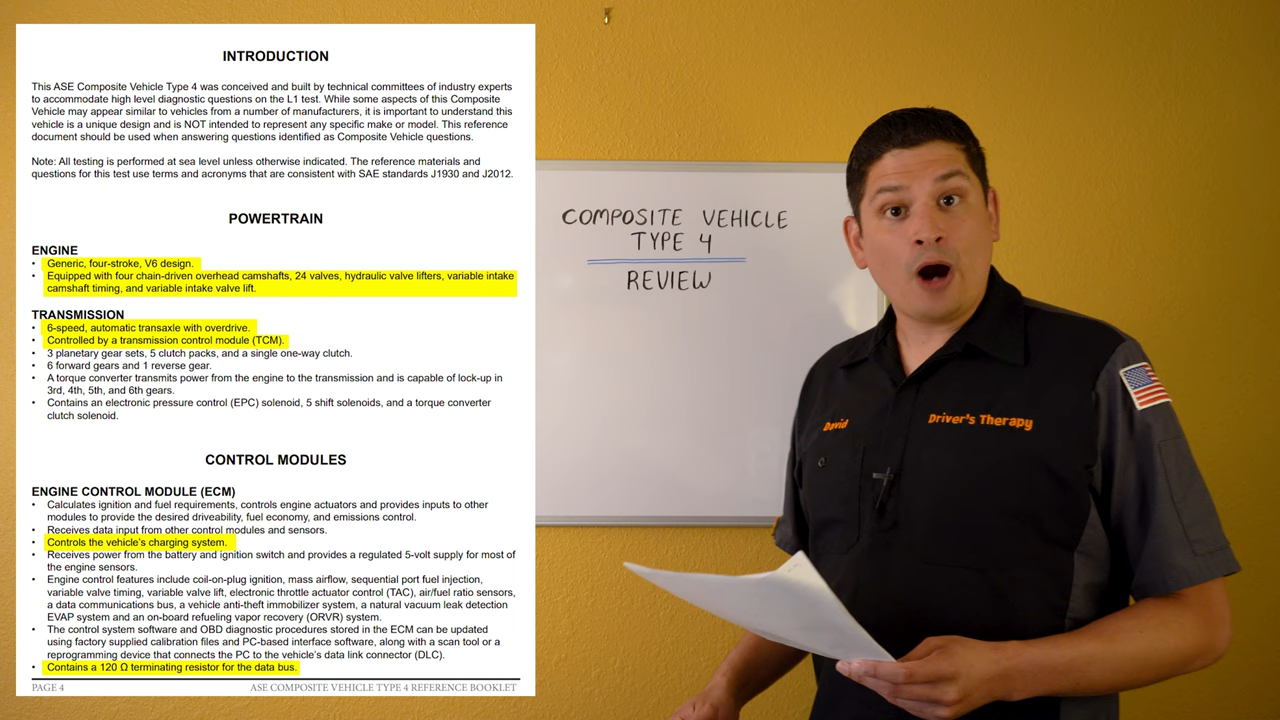 INTRODUCTION
This ASE Composite Vehicle Type 4 was conceived and built by technical committees of industry experts
to accommodate high level diagnostic questions on the L1 test. While some aspects of this Composite
Vehicle may appear similar to vehicles from a number of manufacturers, it is important to understand this
vehicle is a unique design and is NOT intended to represent any specific make or model. This reference
document should be used when answering questions identified as Composite Vehicle questions.
Note: All testing is performed at sea level unless otherwise indicated. The reference materials and
questions for this test use terms and acronyms that are consistent with SAE standards J1930 and J2012.
POWERTRAIN
ENGINE
• Generic, four-stroke, V6 design.
• Equipped with four chain-driven overhead camshafts, 24 valves, hydraulic valve lifters, variable intake
camshaft timing, and variable intake valve lift.
TRANSMISSION
• 6-speed, automatic transaxle with overdrive.
• Controlled by a transmission control module (TCM).
• 3 planetary gear sets, 5 clutch packs, and a single one-way clutch.
• 6 forward gears and 1 reverse gear.
• A torque converter transmits power from the engine to the transmission and is capable of lock-up in
3rd, 4th, 5th, and 6th gears.
• Contains an electronic pressure control (EPC) solenoid, 5 shift solenoids, and a torque converter
clutch solenoid.
CONTROL MODULES
ENGINE CONTROL MODULE (ECM)
• Calculates ignition and fuel requirements, controls engine actuators and provides inputs to other
modules to provide the desired driveability, fuel economy, and emissions control.
• Receives data input from other control modules and sensors.
• Controls the vehicle's charging system.
• Receives power from the battery and ignition switch and provides a regulated 5-volt supply for most of
the engine sensors.
• Engine control features include coil-on-plug ignition, mass airflow, sequential port fuel injection,
variable valve timing, variable valve lift, electronic throttle actuator control (TAC), air/fuel ratio sensors,
a data communications bus, a vehicle anti-theft immobilizer system, a natural vacuum leak detection
EVAP system and an on-board refueling vapor recovery (ORVR) system.
• The control system software and OBD diagnostic procedures stored in the ECM can be updated
using factory supplied calibration files and PC-based interface software, along with a scan tool or a
reprogramming device that connects the PC to the vehicle's data link connector (DLC).
• Contains a 120 Ω terminating resistor for the data bus.
PAGE 4 ASE COMPOSITE VEHICLE TYPE 4 REFERENCE BOOKLET
COMPOSITE VEHICLE
TYPE 4
REVIEW
David
Driver's Therapy